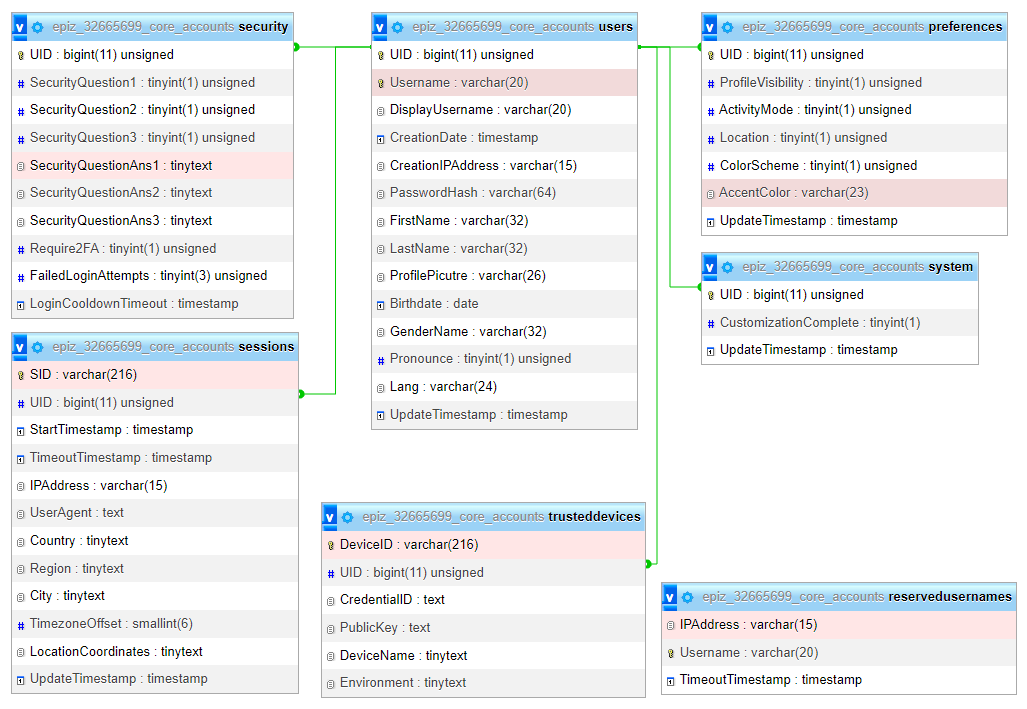 v epiz_32665699_core_accounts security
UID : bigint(11) unsigned
# SecurityQuestion1 : tinyint(1) unsigned
# SecurityQuestion2 : tinyint(1) unsigned
# SecurityQuestion3 : tinyint(1) unsigned
SecurityQuestionAns1 : tinytext
SecurityQuestionAns2 : tinytext
SecurityQuestionAns3 : tinytext
# Require2FA : tinyint(1) unsigned
# FailedLoginAttempts : tinyint(3) unsigned
LoginCooldownTimeout : timestamp
v epiz_32665699_core_accounts sessions
SID : varchar(216)
# UID : bigint(11) unsigned
StartTimestamp : timestamp
TimeoutTimestamp : timestamp
IPAddress : varchar(15)
UserAgent : text
Country : tinytext
Region : tinytext
City : tinytext
# TimezoneOffset : smallint(6)
LocationCoordinates : tinytext
UpdateTimestamp : timestamp
v epiz_32665699_core_accounts users
UID : bigint(11) unsigned
Username : varchar(20)
DisplayUsername : varchar(20)
CreationDate : timestamp
CreationIPAddress : varchar(15)
PasswordHash : varchar(64)
FirstName : varchar(32)
LastName : varchar(32)
ProfilePicutre : varchar(26)
Birthdate : date
GenderName : varchar(32)
# Pronounce : tinyint(1) unsigned
Lang : varchar(24)
UpdateTimestamp : timestamp
v epiz_32665699_core_accounts preferences
UID : bigint(11) unsigned
# ProfileVisibility : tinyint(1) unsigned
# ActivityMode : tinyint(1) unsigned
# Location : tinyint(1) unsigned
# ColorScheme : tinyint(1) unsigned
AccentColor : varchar(23)
UpdateTimestamp : timestamp
v epiz_32665699_core_accounts system
UID : bigint(11) unsigned
# CustomizationComplete : tinyint(1)
UpdateTimestamp : timestamp
v epiz_32665699_core_accounts trusteddevices
DeviceID : varchar(216)
# UID : bigint(11) unsigned
CredentialID : text
PublicKey : text
DeviceName : tinytext
Environment : tinytext
v epiz_32665699_core_accounts reservedusernames
IPAddress : varchar(15)
Username : varchar(20)
TimeoutTimestamp : timestamp